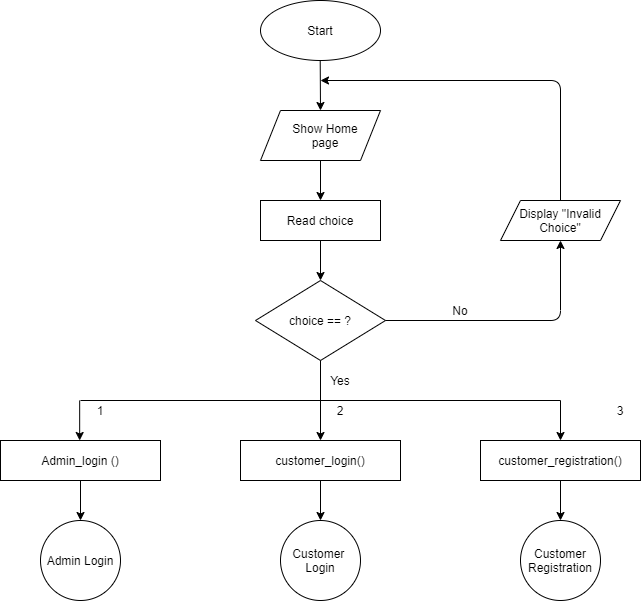 Start
Show Home
page
Read choice
Display "Invalid
Choice"
choice == ?
No
Yes
1
2
3
Admin_login ()
customer_login()
customer_registration()
Admin Login
Customer
Login
Customer
Registration